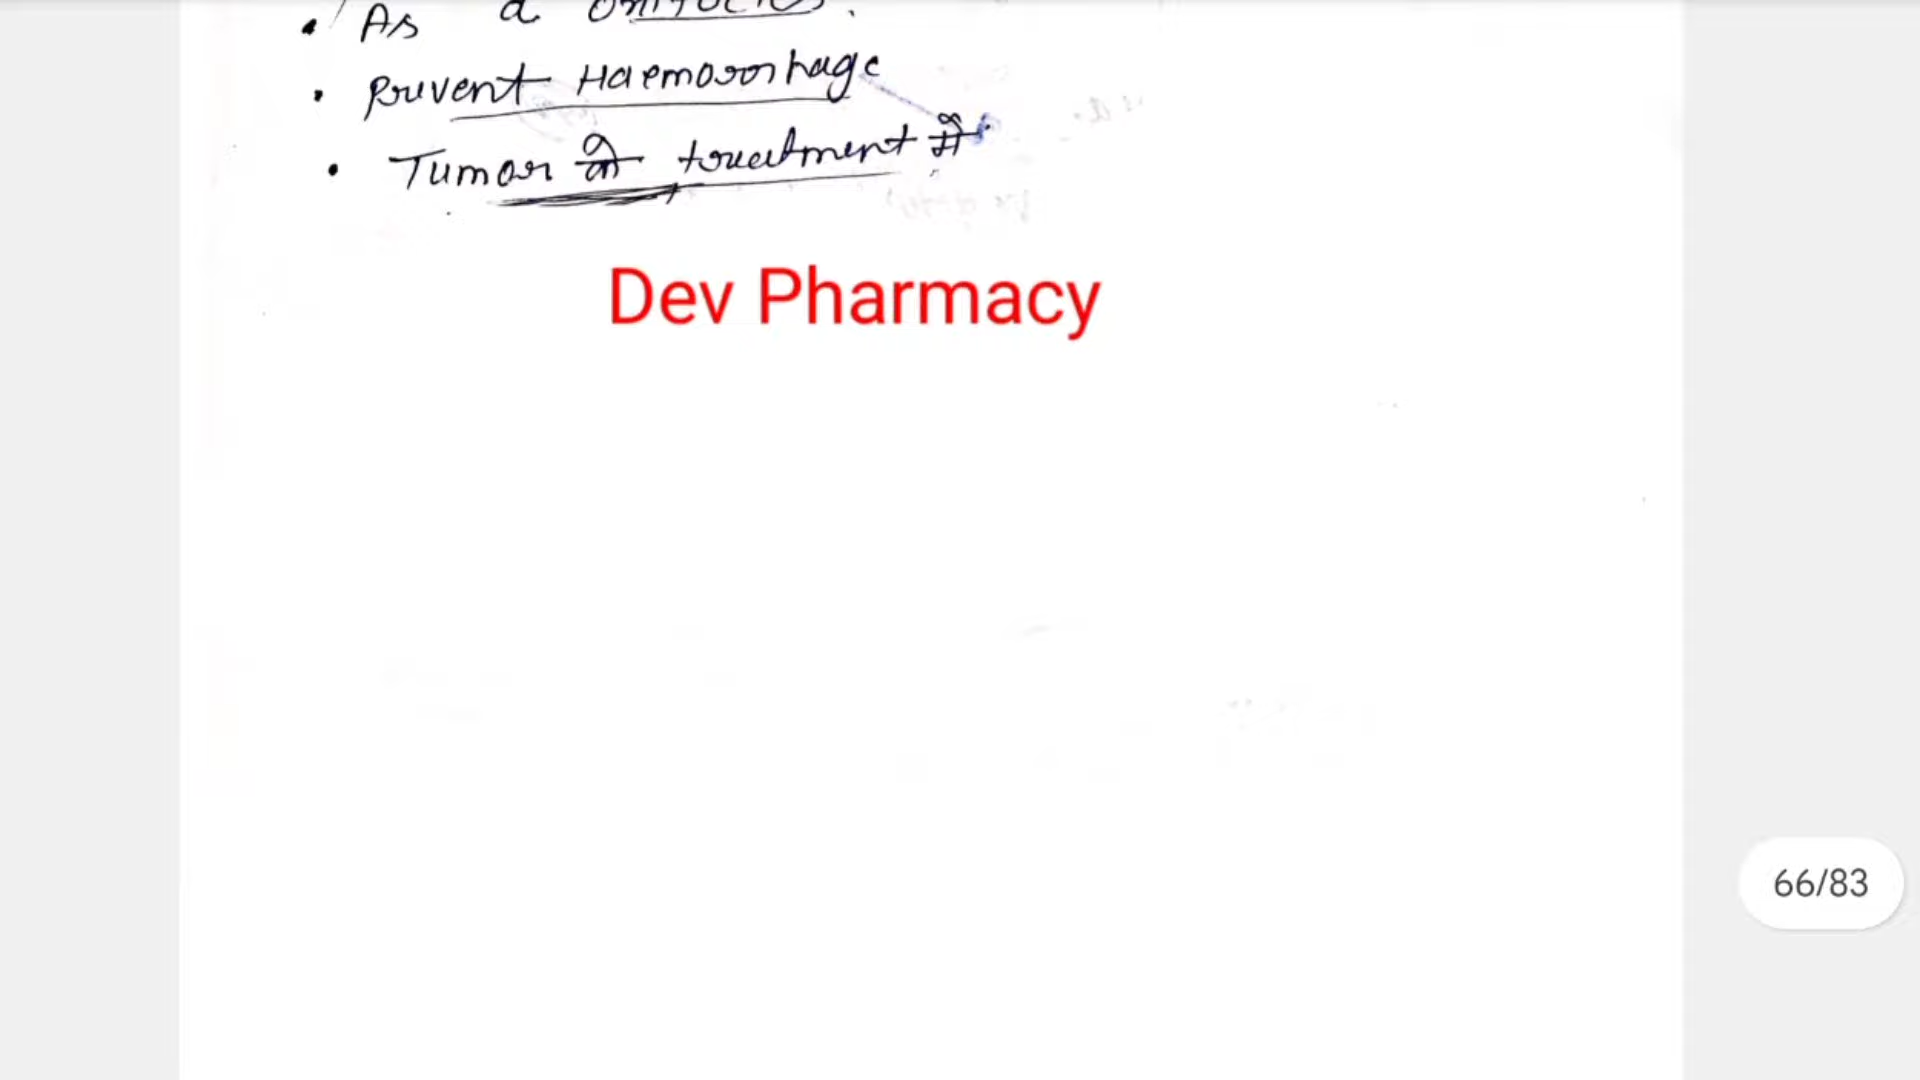 • As a
• Prevent Haemorrhage
• Tumor के treatment में
Dev Pharmacy
66/83